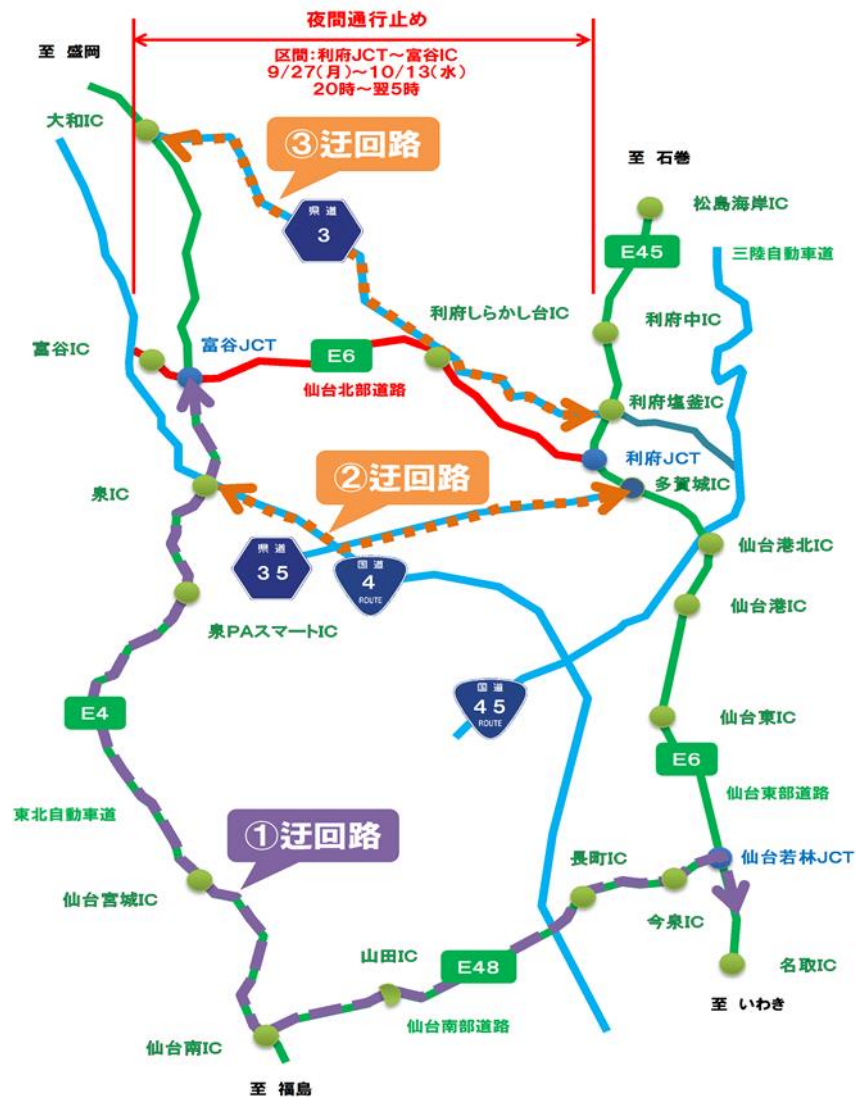 夜間通行止め
区間:利府JCT～富谷IC
9/27(月)～10/13(水)
20時～翌5時
至 盛岡
大和IC
③迂回路
県道
3
至 石巻
松島海岸IC
E45
三陸自動車道
利府しらかし台IC
利府中IC
富谷IC
富谷JCT
E6
仙台北部道路
利府塩釜IC
利府JCT
泉IC
②迂回路
多賀城IC
県道
35
国道
4
ROUTE
仙台港北IC
仙台港IC
泉PAスマートIC
国道
45
ROUTE
E4
仙台東IC
E6
仙台東部道路
東北自動車道
①迂回路
長町IC
仙台若林JCT
仙台宮城IC
今泉IC
山田IC
E48
名取IC
至 いわき
仙台南IC
仙台南部道路
至 福島